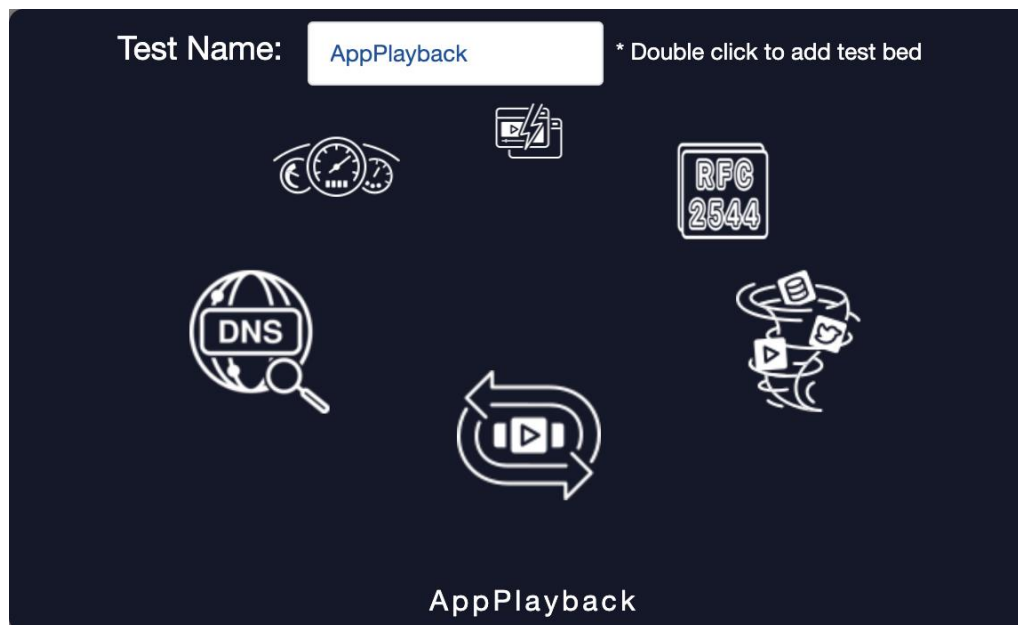 Test Name:
AppPlayback
* Double click to add test bed
RFC
2544
DNS
AppPlayback